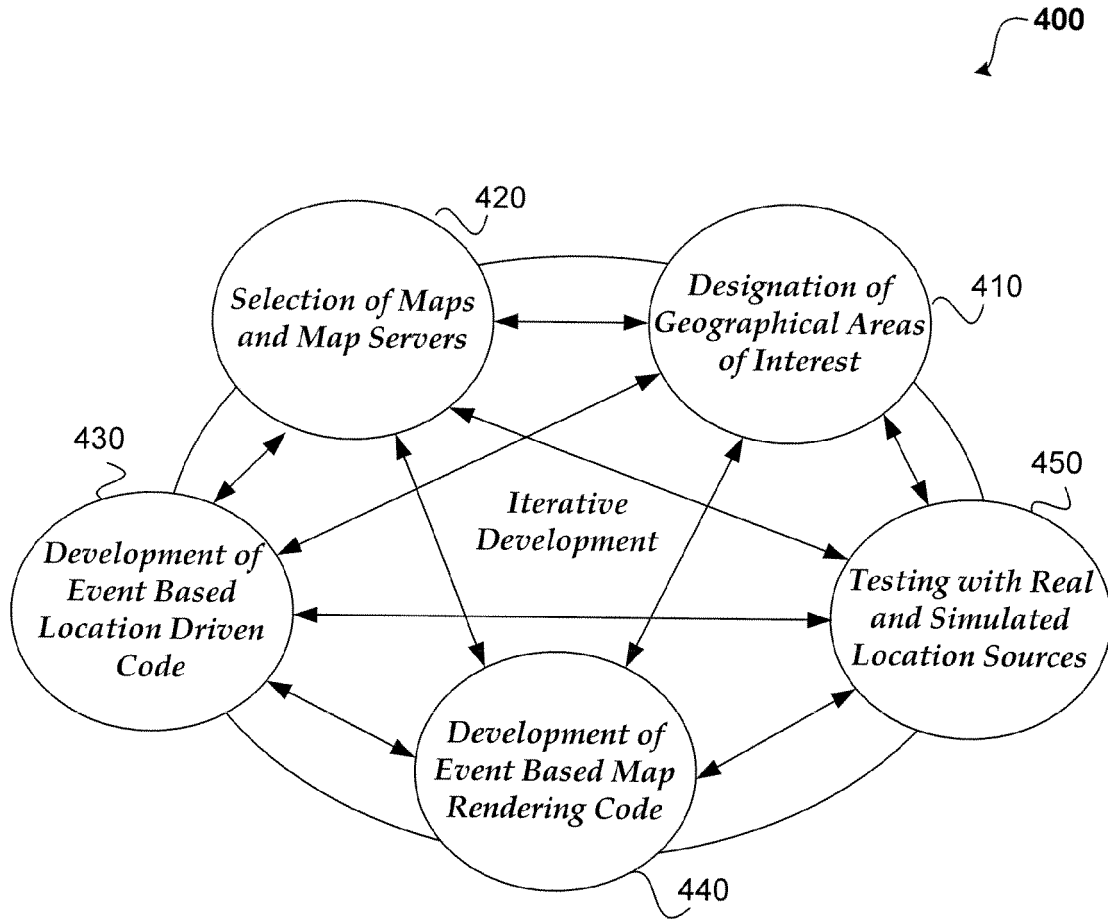 400
420
Selection of Maps
and Map Servers
Designation of
Geographical Areas
of Interest
410
430
Development of
Event Based
Location Driven
Code
Iterative
Development
450
Testing with Real
and Simulated
Location Sources
Development of
Event Based Map
Rendering Code
440